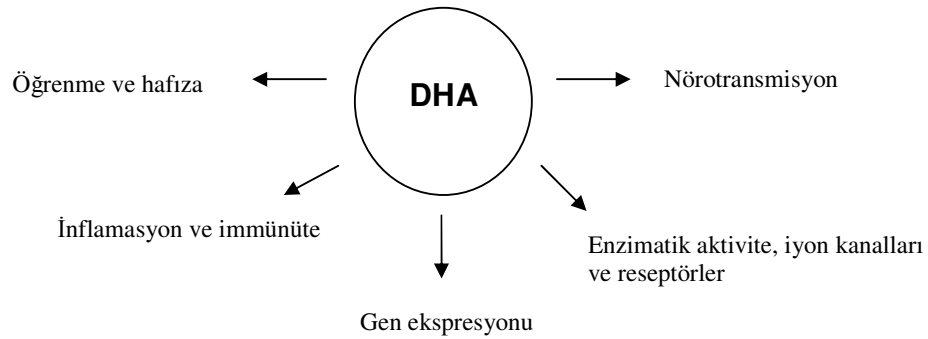 DHA
Öğrenme ve hafıza
Nörotransmisyon
İnflamasyon ve immünüte
Enzimatik aktivite, iyon kanalları
ve reseptörler
Gen ekspresyonu